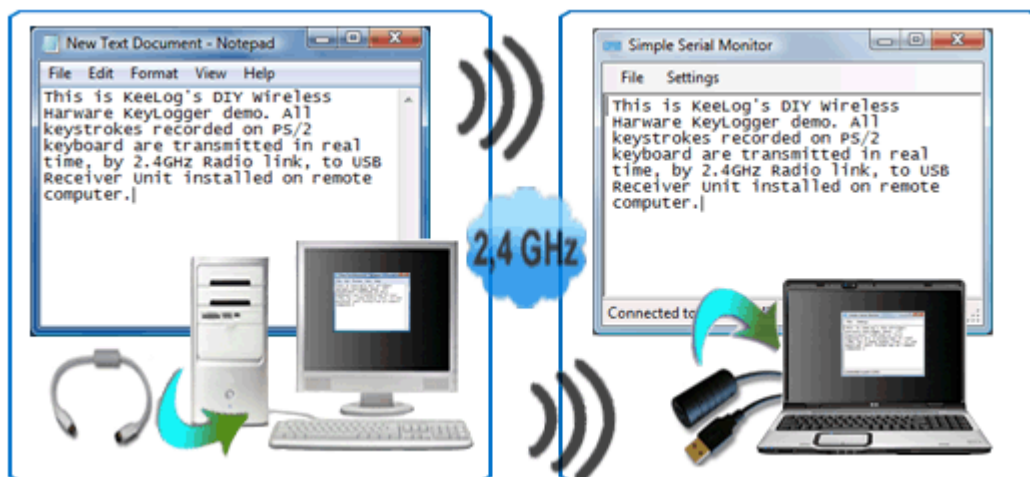 New Text Document - Notepad
File Edit Format View Help
This is KeeLog's DIY Wireless
Harware KeyLogger demo. All
keystrokes recorded on PS/2
keyboard are transmitted in real
time, by 2.4GHz Radio link, to USB
Receiver Unit installed on remote
computer.
2,4 GHz
Simple Serial Monitor
File Settings
This is KeeLog's DIY Wireless
Harware KeyLogger demo. All
keystrokes recorded on PS/2
keyboard are transmitted in real
time, by 2.4GHz Radio link, to USB
Receiver Unit installed on remote
computer.
Connected to